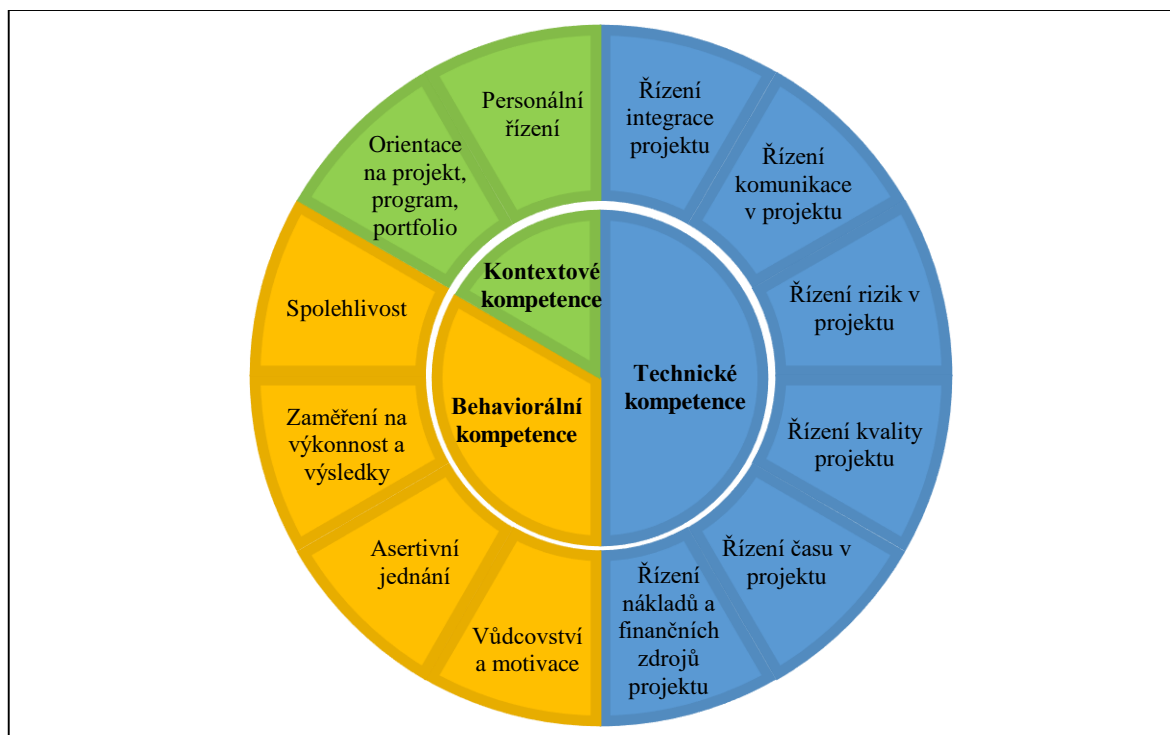 Personální
řízení
Orientace
na projekt,
program,
portfolio
Kontextové
kompetence
Spolehlivost
Zaměření na
výkonnost a
výsledky
Asertivní
jednání
Vůdcovství
a motivace
Behaviorální
kompetence
Technické
kompetence
Řízení
integrace
projektu
Řízení
komunikace
v projektu
Řízení rizik v
projektu
Řízení kvality
projektu
Řízení času v
projektu
Řízení
nákladů a
finančních
zdrojů
projektu